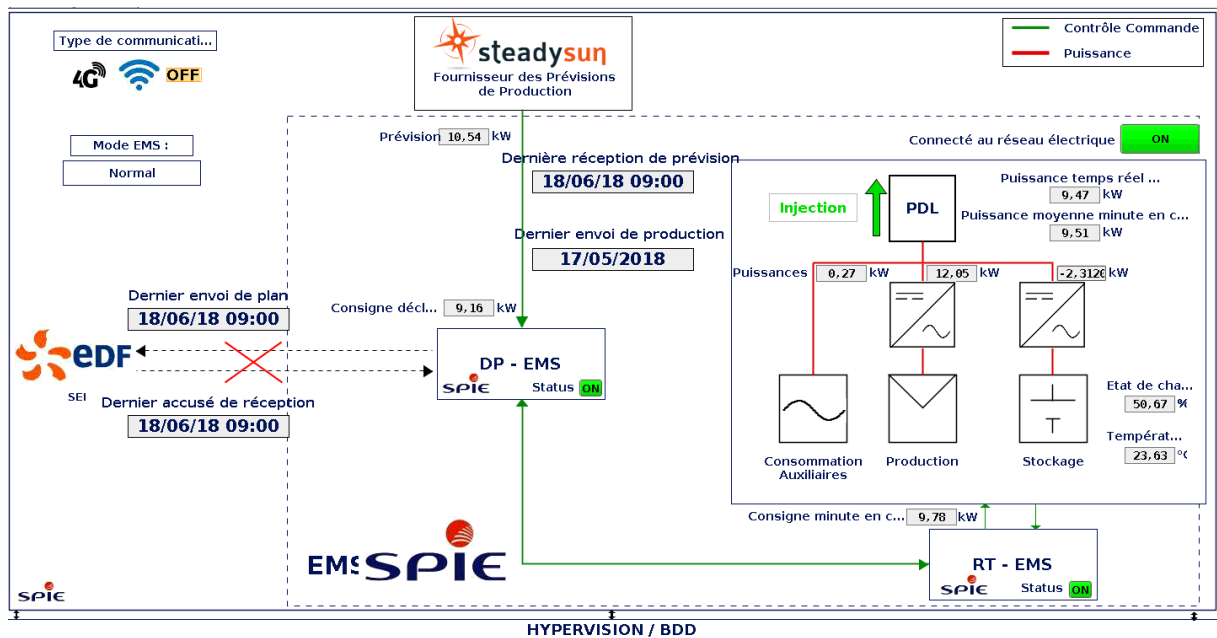 Type de communicati...
4G
OFF
Mode EMS :
Normal
steadysun
Fournisseur des Prévisions
de Production
Contrôle Commande
Puissance
Prévision 10,54 kW
Dernière réception de prévision
18/06/18 09:00
Dernier envoi de production
17/05/2018
Connecté au réseau électrique ON
Injection
PDL
Puissance temps réel ...
9,47 kW
Puissance moyenne minute en c...
9,51 kW
Puissances 0,27 kW 12,05 kW -2,3126 kW
Dernier envoi de plan
18/06/18 09:00
Consigne décl... 9,16 kW
eDF
SEI
DP - EMS
SPIE Status ON
Dernier accusé de réception
18/06/18 09:00
Etat de cha...
50,67 %
Températ...
23,63 °C
Consommation
Auxiliaires
Production
Stockage
Consigne minute en c... 9,78 kW
EMS SPIE
RT - EMS
SPIE Status ON
SPIE
HYPERVISION / BDD